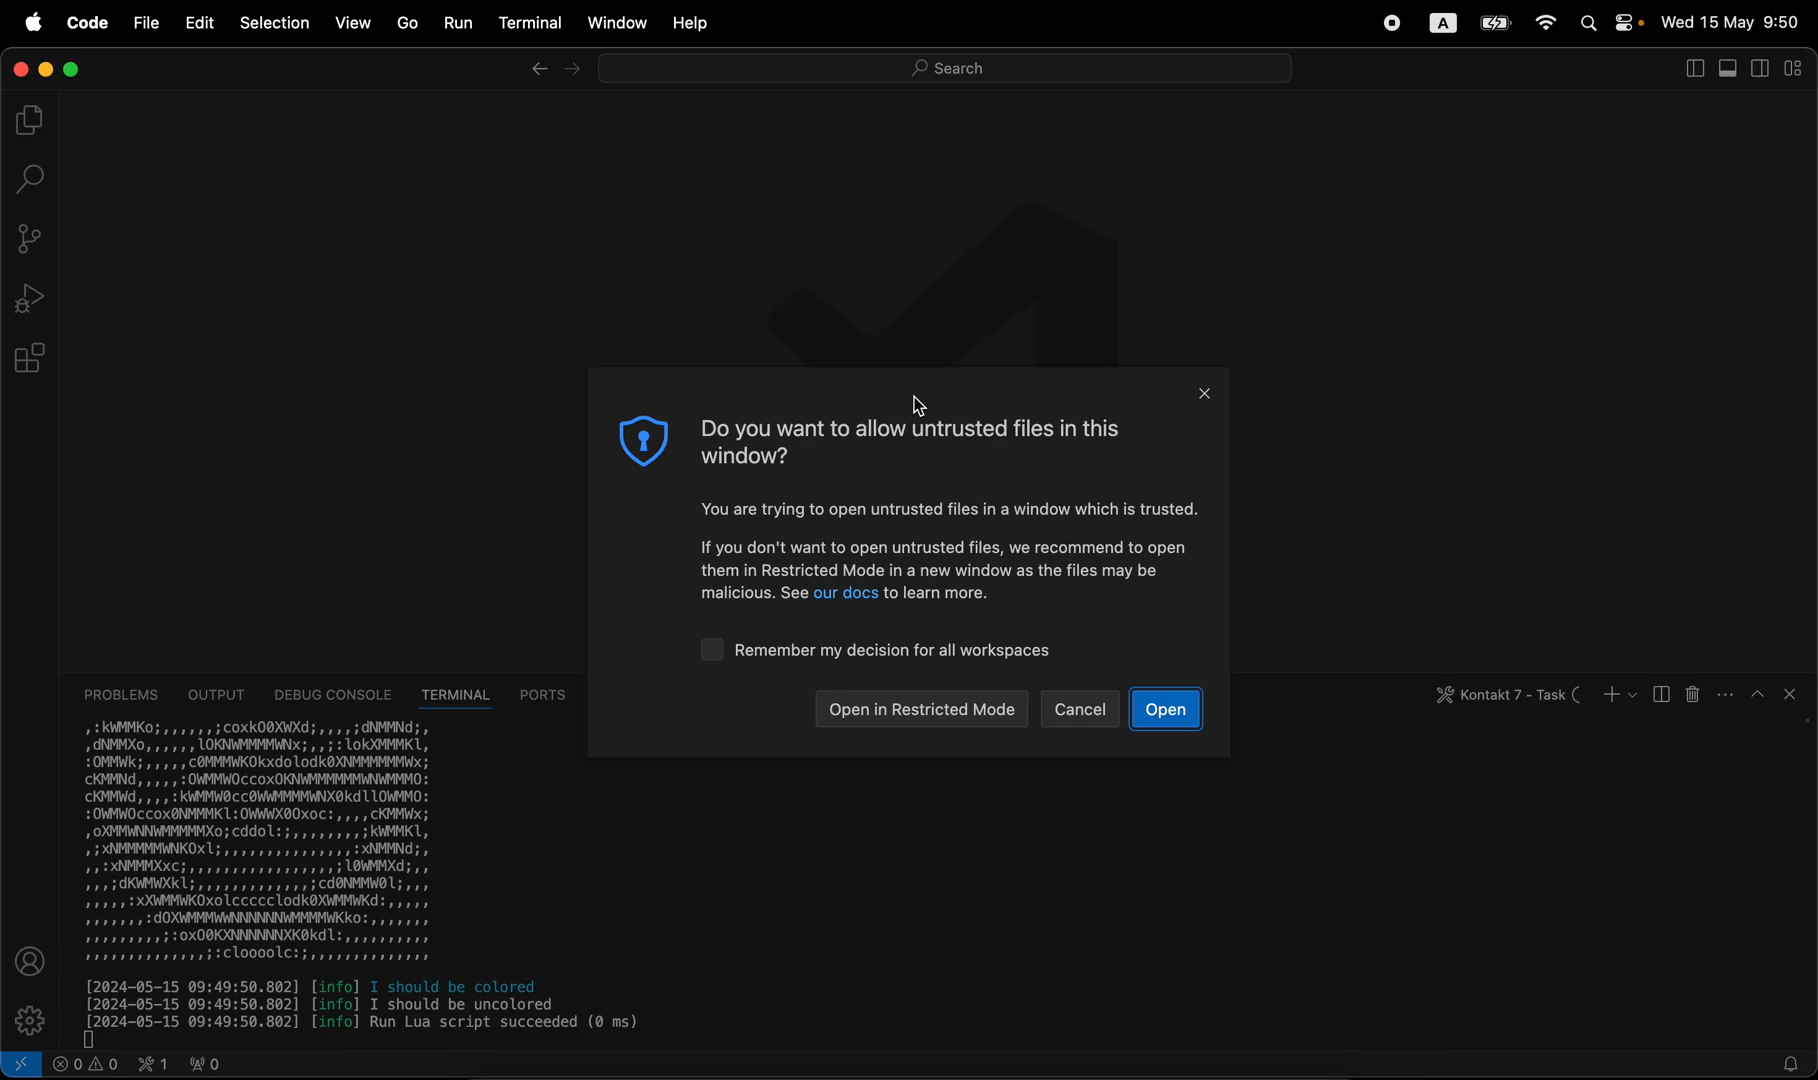 Code File Edit Selection View Go Run Terminal Window Help A Wed 15 May 9:50
Search
Do you want to allow untrusted files in this
window?
You are trying to open untrusted files in a window which is trusted.
If you don't want to open untrusted files, we recommend to open
them in Restricted Mode in a new window as the files may be
malicious. See our docs to learn more.
Remember my decision for all workspaces
Open in Restricted Mode Cancel Open
PROBLEMS OUTPUT DEBUG CONSOLE TERMINAL PORTS Kontakt 7 - Task
[2024-05-15 09:49:50.802] [info] I should be colored
[2024-05-15 09:49:50.802] [info] I should be uncolored
[2024-05-15 09:49:50.802] [info] Run Lua script succeeded (0 ms)
0 0 1 0